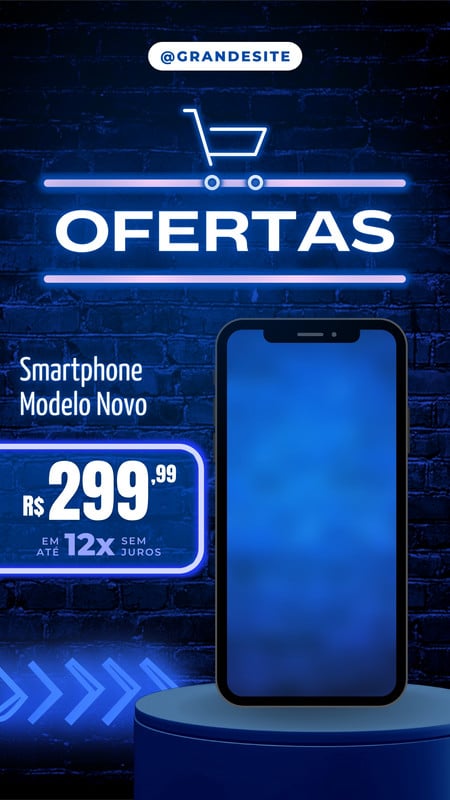 @GRANDESITE
OFERTAS
Smartphone
Modelo Novo
R$299,99
EM ATÉ 12x SEM JUROS